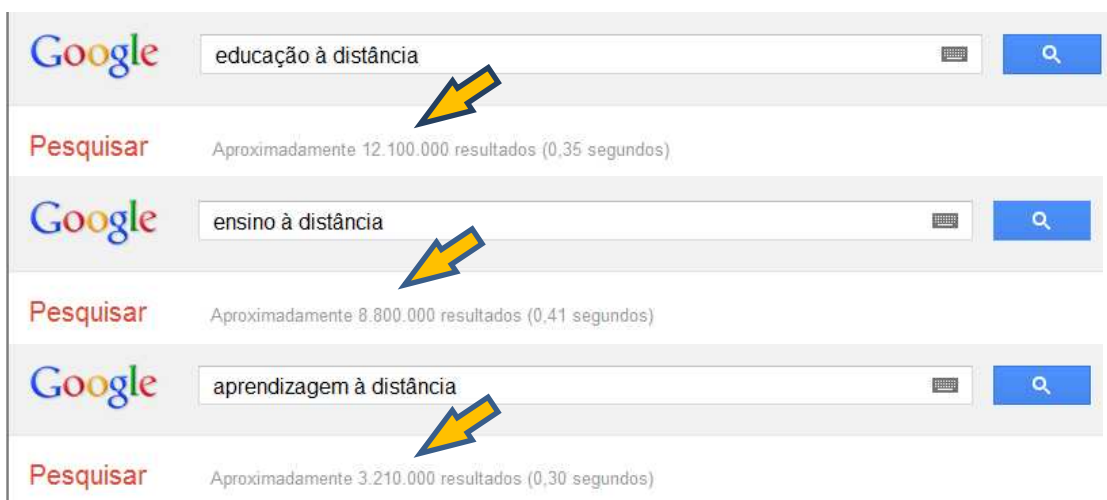 Google educação à distância
Pesquisar Aproximadamente 12.100.000 resultados (0,35 segundos)
Google ensino à distância
Pesquisar Aproximadamente 8.800.000 resultados (0,41 segundos)
Google aprendizagem à distância
Pesquisar Aproximadamente 3.210.000 resultados (0,30 segundos)